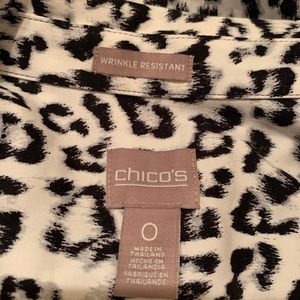 WRINKLE RESISTANT
chico's
0
MADE IN
THAILAND
HECHO EN
TAILANDIA
FABRIQUÉ EN
THAÏLANDE